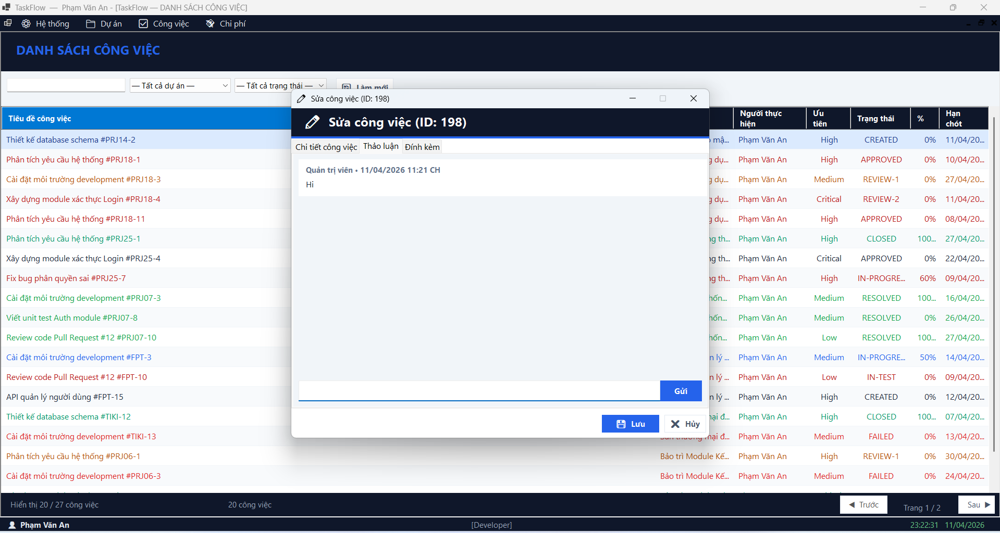 TaskFlow — Phạm Văn An - [TaskFlow — DANH SÁCH CÔNG VIỆC]
Hệ thống Dự án Công việc Chi phí
DANH SÁCH CÔNG VIỆC
— Tất cả dự án — — Tất cả trạng thái — Làm mới
Sửa công việc (ID: 198)
Sửa công việc (ID: 198)
Chi tiết công việc Thảo luận Đính kèm
Quản trị viên • 11/04/2026 11:21 CH
Hi
Gửi
Lưu Hủy
Tiêu đề công việc Người thực hiện Ưu tiên Trạng thái % Hạn chót
Thiết kế database schema #PRJ14-2 mậ... Phạm Văn An High CREATED 0% 11/04/20...
Phân tích yêu cầu hệ thống #PRJ18-1 dụ... Phạm Văn An High APPROVED 0% 10/04/20...
Cài đặt môi trường development #PRJ18-3 dụ... Phạm Văn An Medium REVIEW-1 0% 27/04/20...
Xây dựng module xác thực Login #PRJ18-4 dụ... Phạm Văn An Critical REVIEW-2 0% 11/04/20...
Phân tích yêu cầu hệ thống #PRJ18-11 dụ... Phạm Văn An High APPROVED 0% 08/04/20...
Phân tích yêu cầu hệ thống #PRJ25-1 th... Phạm Văn An High CLOSED 100... 27/04/20...
Xây dựng module xác thực Login #PRJ25-4 th... Phạm Văn An Critical APPROVED 0% 22/04/20...
Fix bug phân quyền sai #PRJ25-7 th... Phạm Văn An High IN-PROGRE... 60% 09/04/20...
Cài đặt môi trường development #PRJ07-3 Phạm Văn An Medium RESOLVED 100... 16/04/20...
Viết unit test Auth module #PRJ07-8 Phạm Văn An Medium RESOLVED 0% 26/04/20...
Review code Pull Request #12 #PRJ07-10 Phạm Văn An Low RESOLVED 100... 27/04/20...
Cài đặt môi trường development #FPT-3 lý ... Phạm Văn An Medium IN-PROGRE... 50% 14/04/20...
Review code Pull Request #12 #FPT-10 lý ... Phạm Văn An Low IN-TEST 0% 09/04/20...
API quản lý người dùng #FPT-15 lý ... Phạm Văn An High CREATED 0% 12/04/20...
Thiết kế database schema #TIKI-12 đ... Phạm Văn An High CLOSED 100... 07/04/20...
Cài đặt môi trường development #TIKI-13 đ... Phạm Văn An Medium FAILED 0% 13/04/20...
Phân tích yêu cầu hệ thống #PRJ06-1 Bảo trì Module Kế... Phạm Văn An High REVIEW-1 0% 30/04/20...
Cài đặt môi trường development #PRJ06-3 Bảo trì Module Kế... Phạm Văn An Medium FAILED 0% 24/04/20...
Hiển thị 20 / 27 công việc 20 công việc Trước Trang 1 / 2 Sau
Phạm Văn An [Developer] 23:22:31 11/04/2026